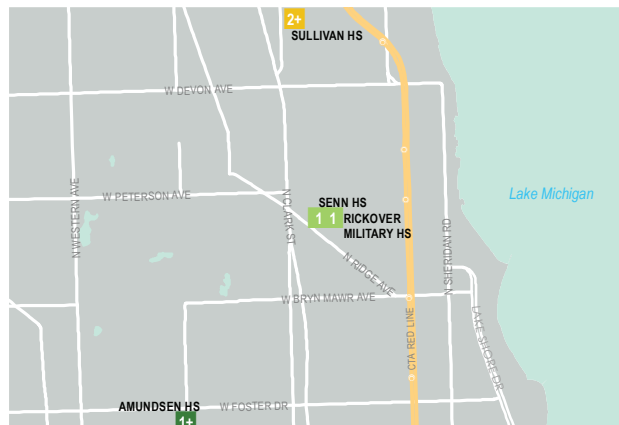 2+
SULLIVAN HS
W DEVON AVE
W PETERSON AVE
N WESTERN AVE
N CLARK ST
SENN HS
1 1 RICKOVER
MILITARY HS
Lake Michigan
N SHERIDAN RD
N RIDGE AVE
W BRYN MAWR AVE
CTA RED LINE
LAKE SHORE DR
AMUNDSEN HS
W FOSTER DR
1+